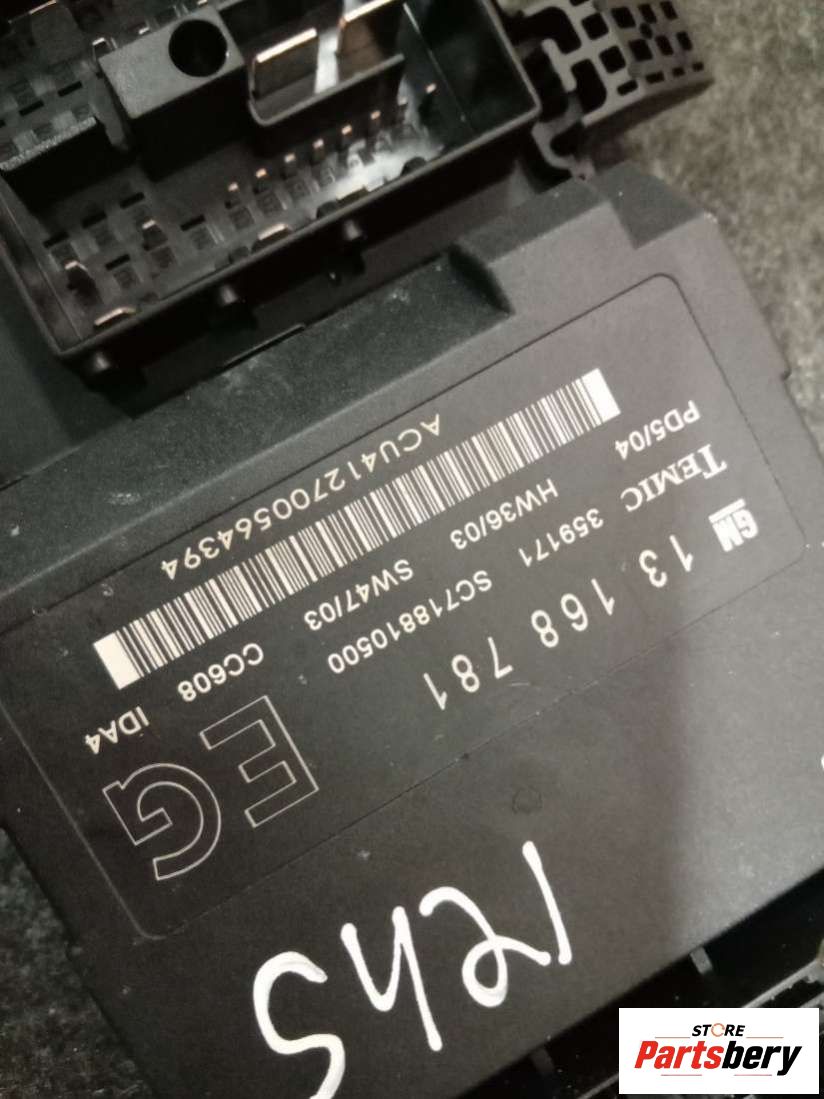 GM 13 168 781
TEMIC 359171 SC718810500
PD5/04 HW36/03 SW47/03 CC608 IDA4
ACU412700564394
EG
STORE
Partsbery